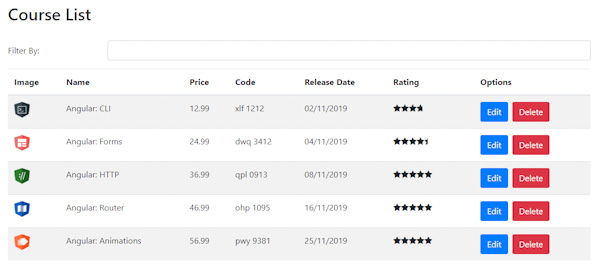 Course List
Filter By:
Image Name Price Code Release Date Rating Options
Angular: CLI 12.99 xlf 1212 02/11/2019 Edit Delete
Angular: Forms 24.99 dwq 3412 04/11/2019 Edit Delete
Angular: HTTP 36.99 qpl 0913 08/11/2019 Edit Delete
Angular: Router 46.99 ohp 1095 16/11/2019 Edit Delete
Angular: Animations 56.99 pwy 9381 25/11/2019 Edit Delete